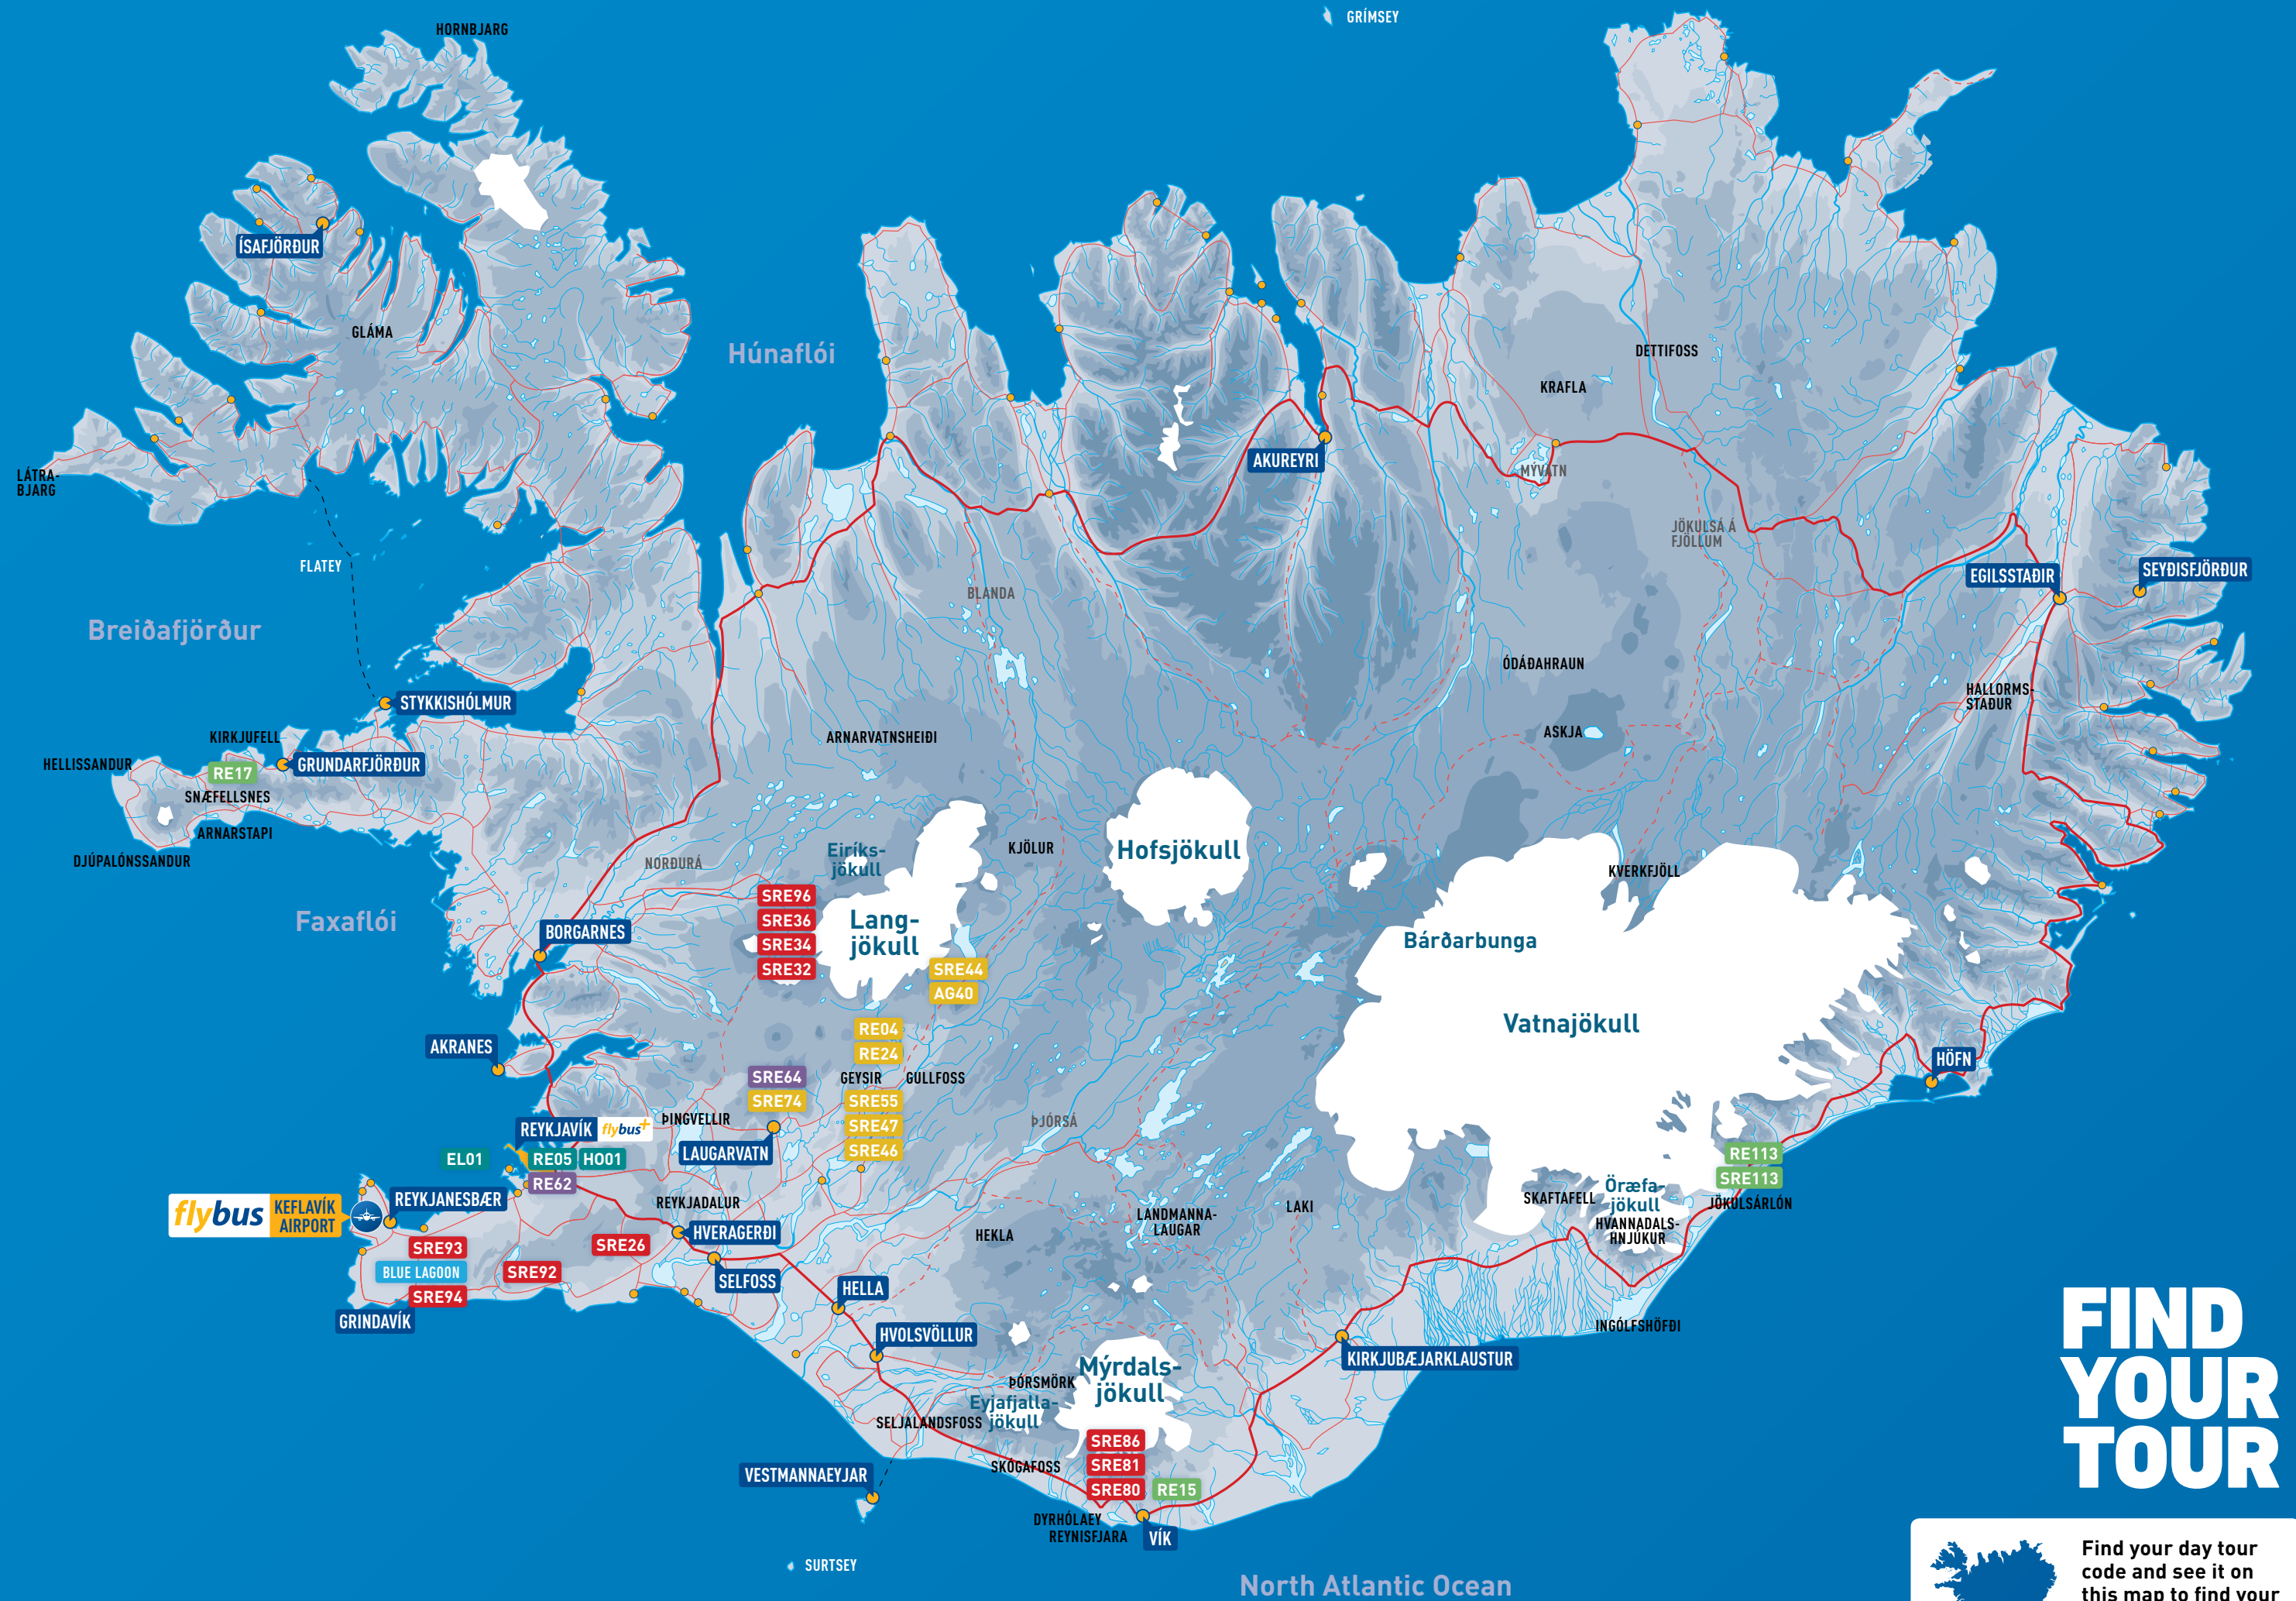 GRÍMSEY
HORNBJARG
ÍSAFJÖRÐUR
GLÁMA
Húnaflói
DETTIFOSS
KRAFLA
AKUREYRI
MÝVATN
LÁTRA-
BJARG
JÖKULSÁ Á
FJÖLLUM
FLATEY
SEYÐISFJÖRÐUR
EGILSSTAÐIR
BLANDA
Breiðafjörður
ÓDÁÐAHRAUN
HALLORMS-
STAÐUR
STYKKISHÓLMUR
KIRKJUFELL
ARNARVATNSHEIÐI
ASKJA
HELLISSANDUR
GRUNDARFJÖRÐUR
RE17
SNÆFELLSNES
ARNARSTAPI
DJÚPALÓNSSANDUR
NORÐURÁ
Eiríks-
jökull
KJÖLUR
Hofsjökull
KVERKFJÖLL
SRE96
SRE36
SRE34
SRE32
Lang-
jökull
Faxaflói
BORGARNES
Bárðarbunga
SRE44
AG40
Vatnajökull
RE04
RE24
AKRANES
HÖFN
SRE64
SRE74
GEYSIR
GULLFOSS
SRE55
SRE47
SRE46
ÞINGVELLIR
ÞJÓRSÁ
REYKJAVÍK
flybus+
LAUGARVATN
EL01
RE05
HO01
RE62
RE113
SRE113
JÖKULSÁRLÓN
SKAFTAFELL
Öræfa-
jökull
HVANNADALS-
HNJÚKUR
REYKJANESBÆR
flybus
KEFLAVÍK
AIRPORT
REYKJADALUR
LAKI
LANDMANNA-
LAUGAR
HEKLA
HVERAGERÐI
SRE26
SRE93
BLUE LAGOON
SRE94
SRE92
SELFOSS
GRINDAVÍK
HELLA
HVOLSVÖLLUR
INGÓLFSHÖFÐI
KIRKJUBÆJARKLAUSTUR
Mýrdals-
jökull
ÞÓRSMÖRK
Eyjafjalla-
jökull
SELJALANDSFOSS
SRE86
SRE81
SRE80
RE15
SKÓGAFOSS
VESTMANNAEYJAR
DYRHÓLAEY
REYNISFJARA
VÍK
SURTSEY
North Atlantic Ocean
FIND
YOUR
TOUR
Find your day tour
code and see it on
this map to find your